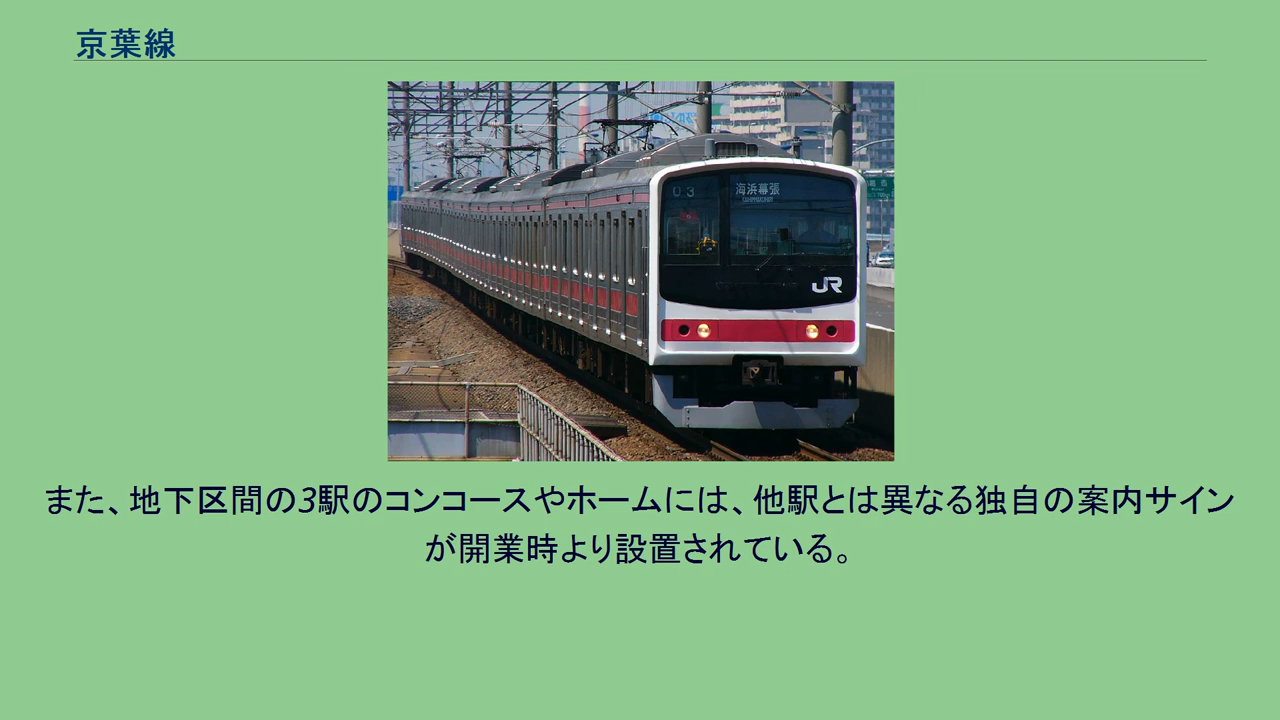 京葉線
03
海浜幕張
JR
また、地下区間の3駅のコンコースやホームには、他駅とは異なる独自の案内サイン
が開業時より設置されている。